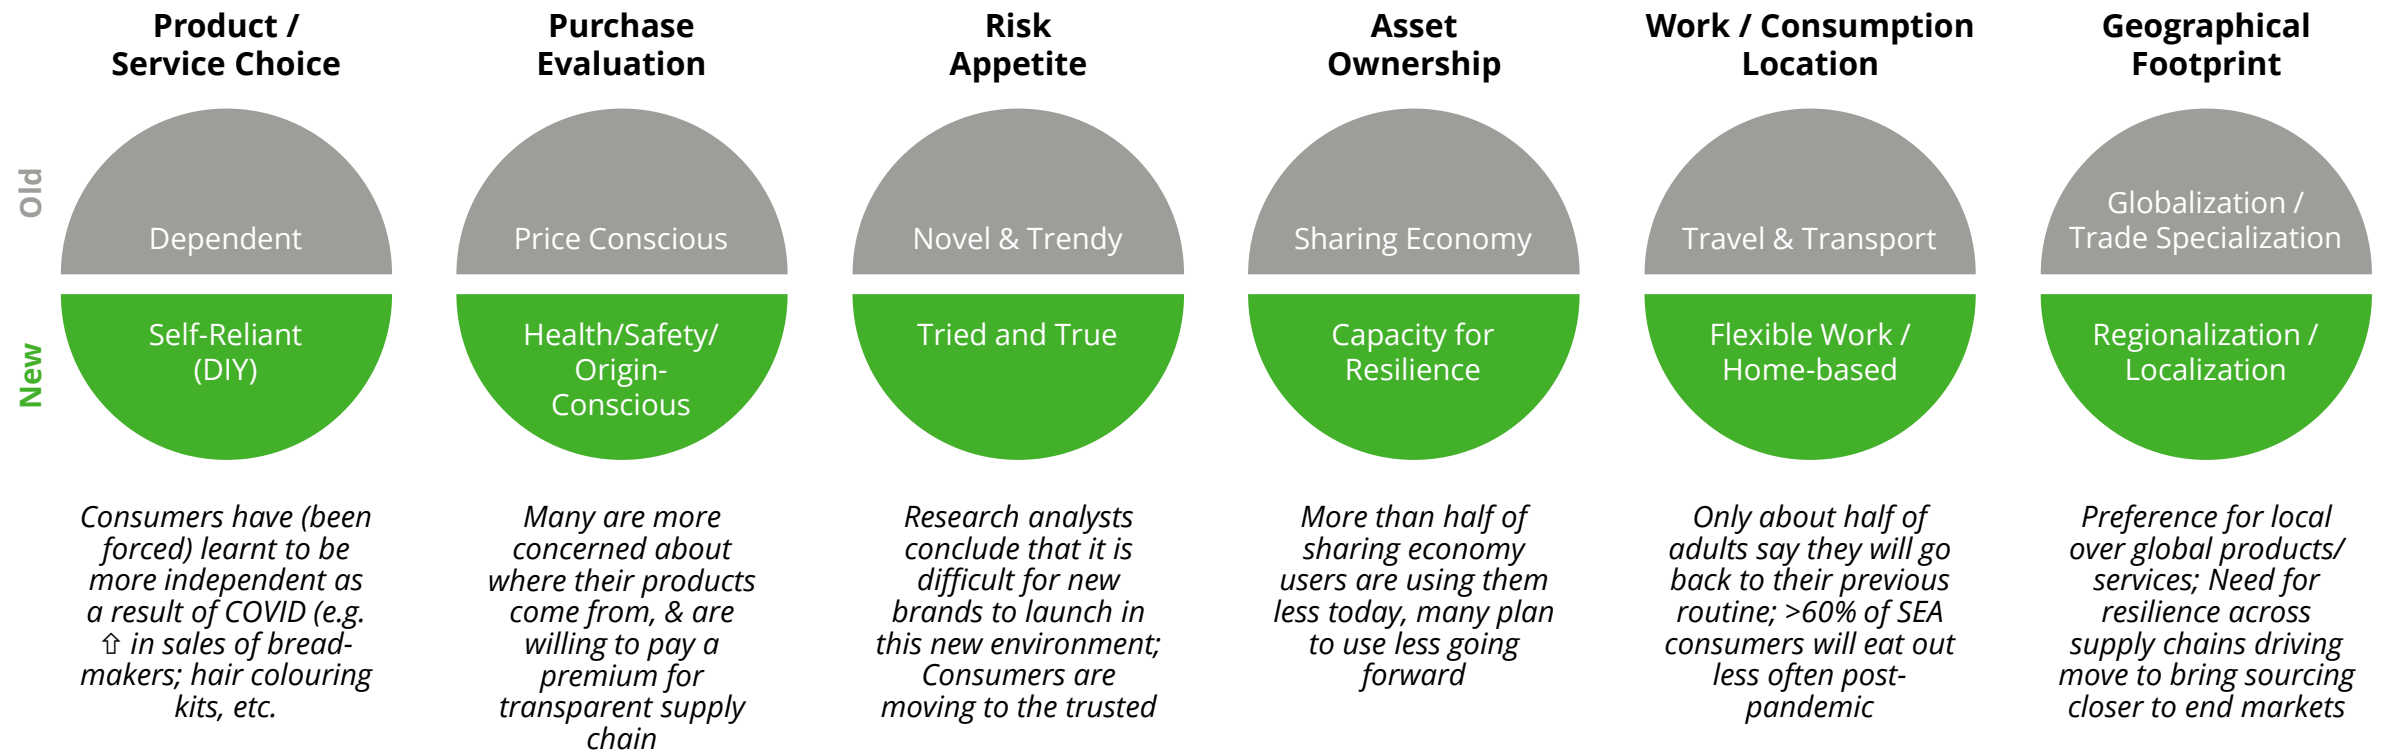 Product /
Service Choice
Purchase
Evaluation
Risk
Appetite
Asset
Ownership
Work / Consumption
Location
Geographical
Footprint
Old
Dependent
Price Conscious
Novel & Trendy
Sharing Economy
Travel & Transport
Globalization /
Trade Specialization
New
Self-Reliant
(DIY)
Health/Safety/
Origin-
Conscious
Tried and True
Capacity for
Resilience
Flexible Work /
Home-based
Regionalization /
Localization
Consumers have (been
forced) learnt to be
more independent as
a result of COVID (e.g.
⇧ in sales of bread-
makers; hair colouring
kits, etc.
Many are more
concerned about
where their products
come from, & are
willing to pay a
premium for
transparent supply
chain
Research analysts
conclude that it is
difficult for new
brands to launch in
this new environment;
Consumers are
moving to the trusted
More than half of
sharing economy
users are using them
less today, many plan
to use less going
forward
Only about half of
adults say they will go
back to their previous
routine; >60% of SEA
consumers will eat out
less often post-
pandemic
Preference for local
over global products/
services; Need for
resilience across
supply chains driving
move to bring sourcing
closer to end markets